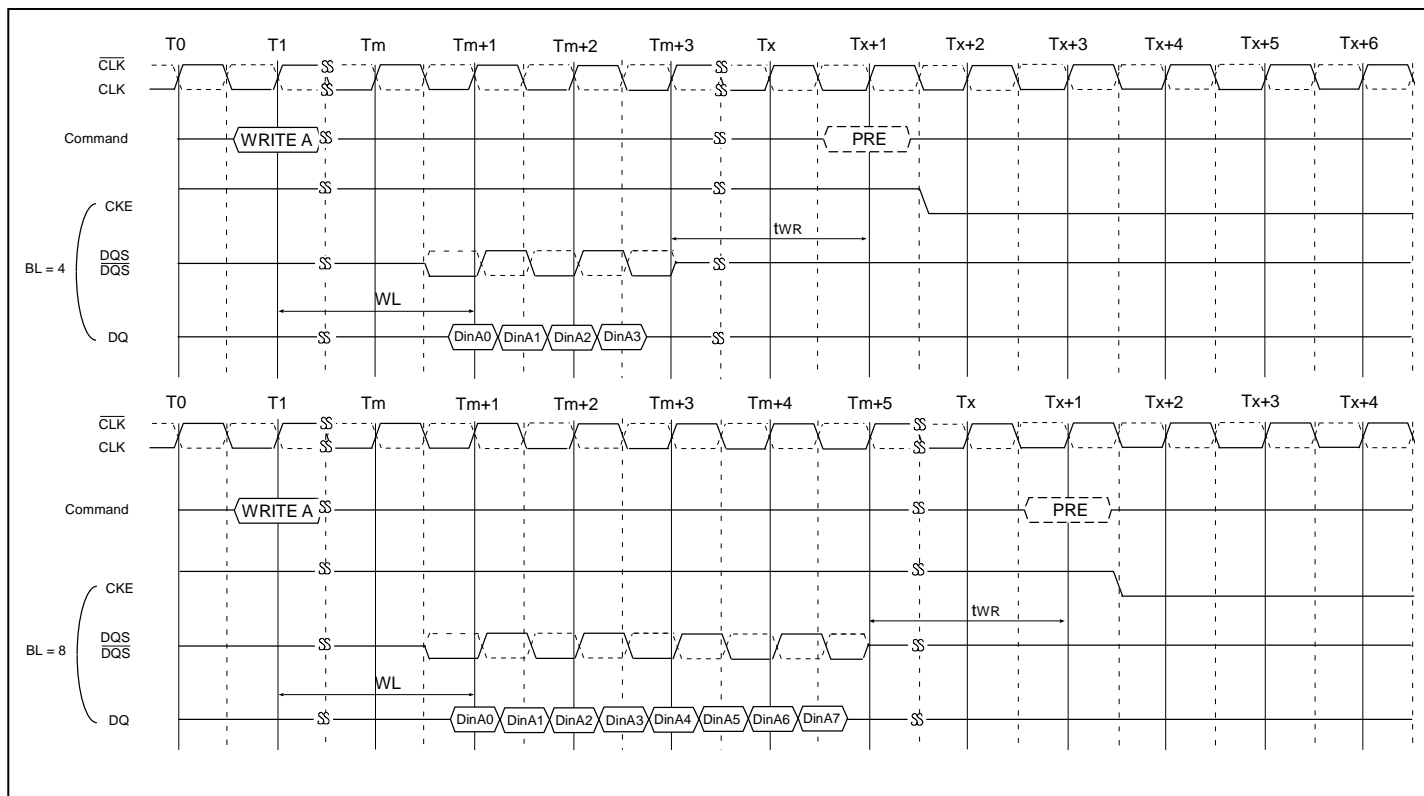 T0 T1 Tm Tm+1 Tm+2 Tm+3 Tx Tx+1 Tx+2 Tx+3 Tx+4 Tx+5 Tx+6
CLK
CLK
Command WRITE A PRE
CKE
tWR
BL = 4
DQS
DQS
WL
DQ DinA0 DinA1 DinA2 DinA3
T0 T1 Tm Tm+1 Tm+2 Tm+3 Tm+4 Tm+5 Tx Tx+1 Tx+2 Tx+3 Tx+4
CLK
CLK
Command WRITE A PRE
CKE
tWR
BL = 8
DQS
DQS
WL
DQ DinA0 DinA1 DinA2 DinA3 DinA4 DinA5 DinA6 DinA7